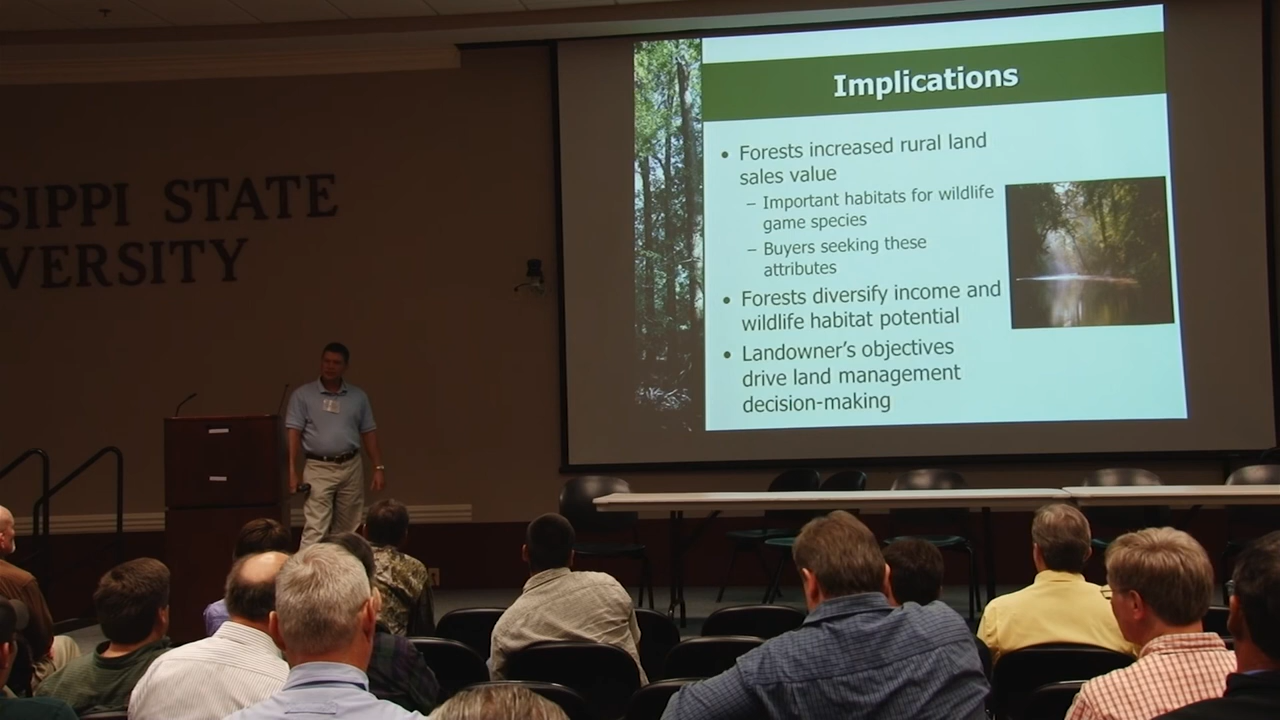 SIPPI STATE
VERSITY
Implications
• Forests increased rural land
sales value
– Important habitats for wildlife
game species
– Buyers seeking these
attributes
• Forests diversify income and
wildlife habitat potential
• Landowner's objectives
drive land management
decision-making